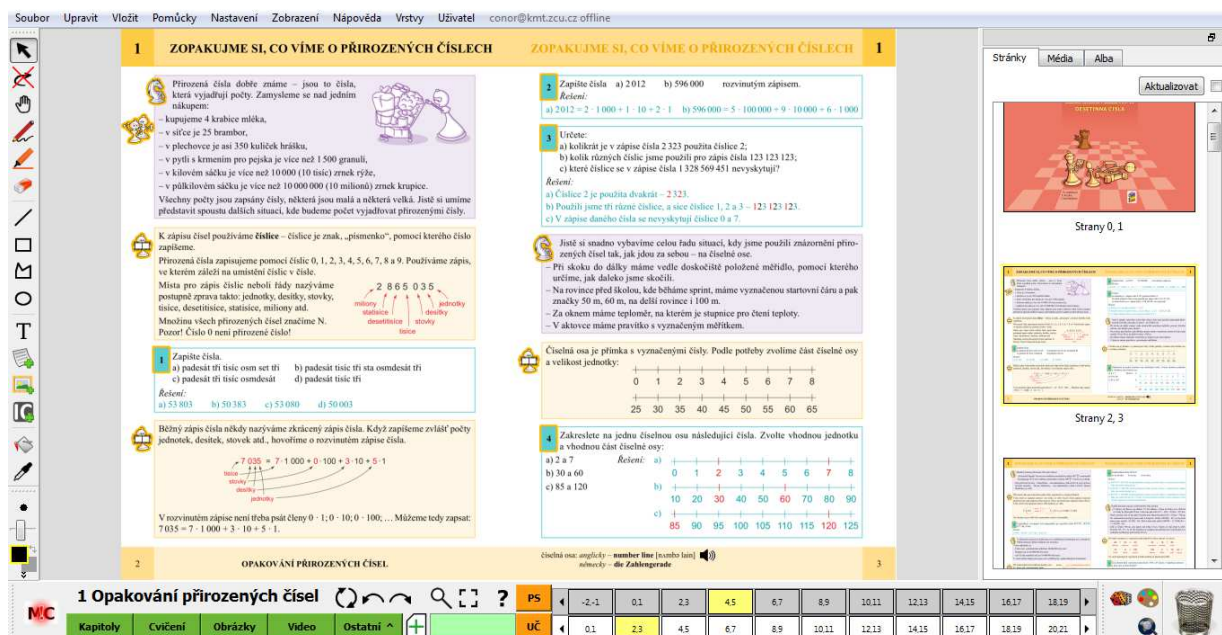 Soubor Upravit Vložit Pomůcky Nastavení Zobrazení Nápověda Vrstvy Uživatel conor@kmt.zcu.cz offline
1 ZOPAKUJME SI, CO VÍME O PŘIROZENÝCH ČÍSLECH
Přirozená čísla dobře známe – jsou to čísla,
která vyjadřují počty. Zamysleme se nad jedním
nákupem:
– kupujeme 4 krabice mléka,
– v síťce je 25 brambor,
– v plechovce je asi 350 kuliček hrášku,
– v pytli s krmením pro pejska je více než 1 500 granulí,
– v kilovém sáčku je více než 10 000 (10 tisíc) zrnek rýže,
– v půlkilovém sáčku je více než 10 000 000 (10 milionů) zrnek krupice.
Všechny počty jsou zapsány čísly, některá jsou malá a některá velká. Jistě si umíme
představit spoustu dalších situací, kde budeme počet vyjadřovat přirozenými čísly.
K zápisu čísel používáme číslice – číslice je znak, „písmenko“, pomocí kterého číslo
zapíšeme.
Přirozená čísla zapisujeme pomocí číslic 0, 1, 2, 3, 4, 5, 6, 7, 8 a 9. Používáme zápis,
ve kterém záleží na umístění číslic v čísle.
Místa pro zápis číslic neboli řády nazýváme
postupně zprava takto: jednotky, desítky, stovky,
tisíce, desetitisíce, statisíce, miliony atd.
Množinu všech přirozených čísel značíme N.
Pozor! Číslo 0 není přirozené číslo!
2 8 6 5 0 3 5
miliony jednotky
statisíce desítky
desetitisíce stovky
tisíce
1 Zapište čísla.
a) padesát tři tisíc osm set tři b) padesát tisíc tři sta osmdesát tři
c) padesát tři tisíc osmdesát d) padesát tisíc tři
Řešení:
a) 53 803 b) 50 383 c) 53 080 d) 50 003
Běžný zápis čísla někdy nazýváme zkrácený zápis čísla. Když zapíšeme zvlášť počty
jednotek, desítek, stovek atd., hovoříme o rozvinutém zápise čísla.
7 035 = 7 · 1 000 + 0 · 100 + 3 · 10 + 5 · 1
tisíce
stovky
desítky
jednotky
V rozvinutém zápise není třeba psát členy 0 · 1; 0 · 10; 0 · 100; … Můžeme tedy zapsat:
7 035 = 7 · 1 000 + 3 · 10 + 5 · 1.
2 OPAKOVÁNÍ PŘIROZENÝCH ČÍSEL
ZOPAKUJME SI, CO VÍME O PŘIROZENÝCH ČÍSLECH 1
2 Zapište čísla a) 2 012 b) 596 000 rozvinutým zápisem.
Řešení:
a) 2 012 = 2 · 1 000 + 1 · 10 + 2 · 1 b) 596 000 = 5 · 100 000 + 9 · 10 000 + 6 · 1 000
3 Určete:
a) kolikrát je v zápise čísla 2 323 použita číslice 2;
b) kolik různých číslic jsme použili pro zápis čísla 123 123 123;
c) které číslice se v zápise čísla 1 328 569 451 nevyskytují?
Řešení:
a) Číslice 2 je použita dvakrát – 2 323.
b) Použili jsme tři různé číslice, a sice číslice 1, 2 a 3 – 123 123 123.
c) V zápise daného čísla se nevyskytují číslice 0 a 7.
Jistě si snadno vybavíme celou řadu situací, kdy jsme použili znázornění přiro-
zených čísel tak, jak jdou za sebou – na číselné ose.
– Při skoku do dálky máme vedle doskočiště položené měřidlo, pomocí kterého
určíme, jak daleko jsme skočili.
– Na rovince před školou, kde běháme sprint, máme vyznačenou startovní čáru a pak
značky 50 m, 60 m, na delší rovince i 100 m.
– Za oknem máme teploměr, na kterém je stupnice pro čtení teploty.
– V aktovce máme pravítko s vyznačeným měřítkem.
Číselná osa je přímka s vyznačenými čísly. Podle potřeby zvolíme část číselné osy
a velikost jednotky:
0 1 2 3 4 5 6 7 8
25 30 35 40 45 50 55 60 65
4 Zakreslete na jednu číselnou osu následující čísla. Zvolte vhodnou jednotku
a vhodnou část číselné osy:
a) 2 a 7 Řešení: a)
0 1 2 3 4 5 6 7 8
b) 30 a 60 b)
10 20 30 40 50 60 70 80 90
c) 85 a 120 c)
85 90 95 100 105 110 115 120 125
číselná osa: anglicky – number line [nambr lain]
německy – die Zahlengerade
3
Stránky Média Alba
Aktualizovat
DESETINNÁ ČÍSLA
Strany 0, 1
Strany 2, 3
T
IC
M!C 1 Opakování přirozených čísel ?
Kapitoly Cvičení Obrázky Video Ostatní ^
PS -2,-1 0,1 2,3 4,5 6,7 8,9 10,11 12,13 14,15 16,17 18,19
UČ 0,1 2,3 4,5 6,7 8,9 10,11 12,13 14,15 16,17 18,19 20,21